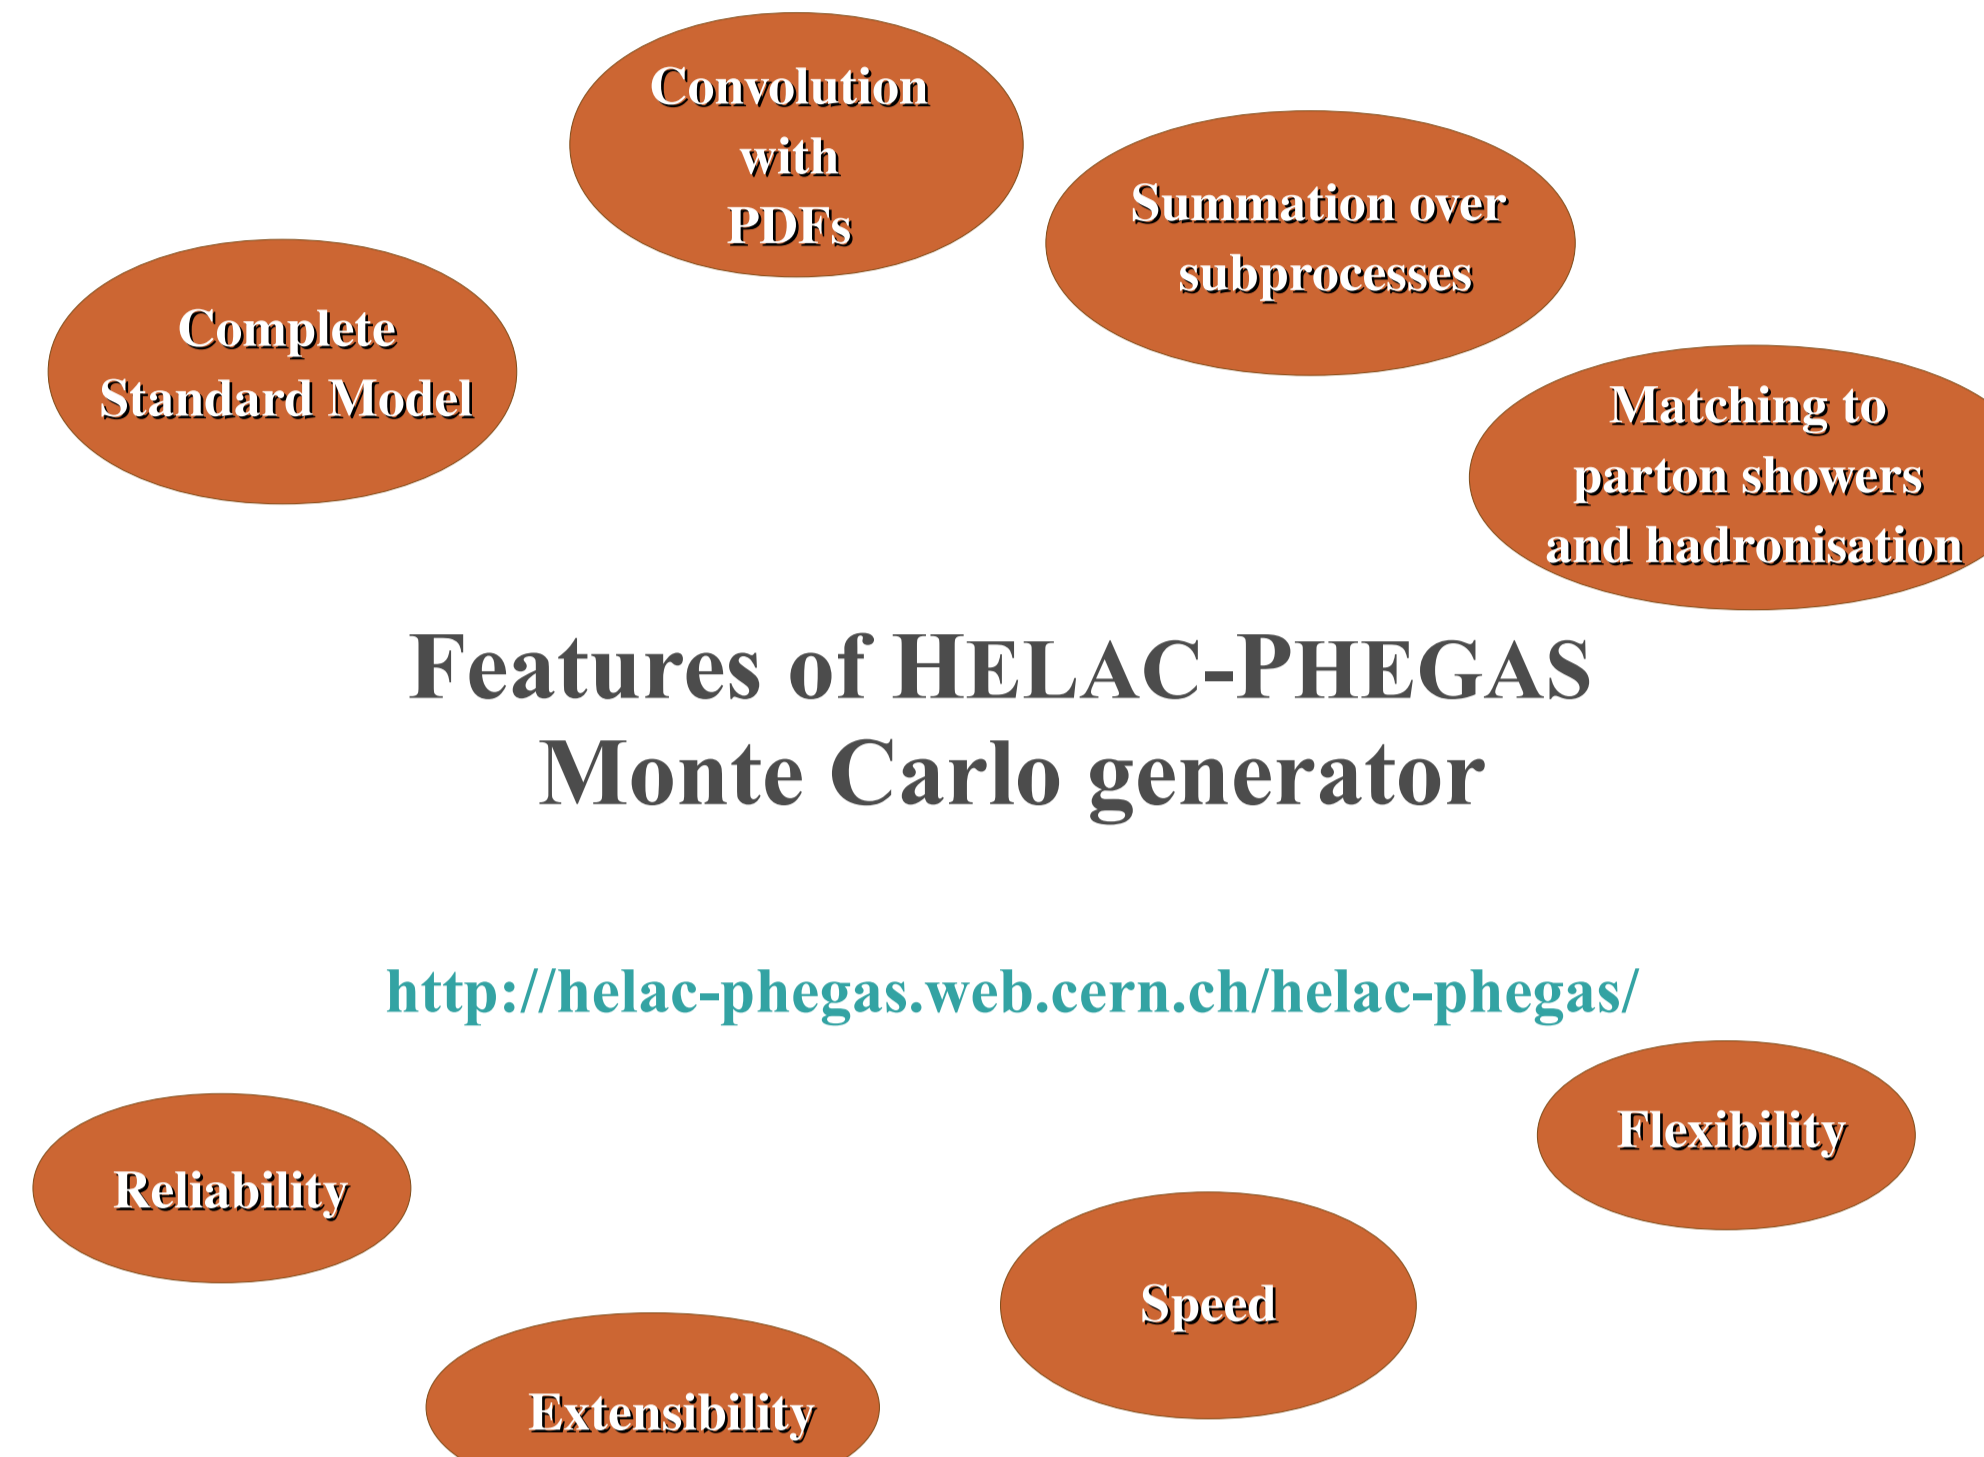 Convolution
with
PDFs
Summation over
subprocesses
Complete
Standard Model
Matching to
parton showers
and hadronisation
Features of HELAC-PHEGAS
Monte Carlo generator
http://helac-phegas.web.cern.ch/helac-phegas/
Flexibility
Reliability
Speed
Extensibility